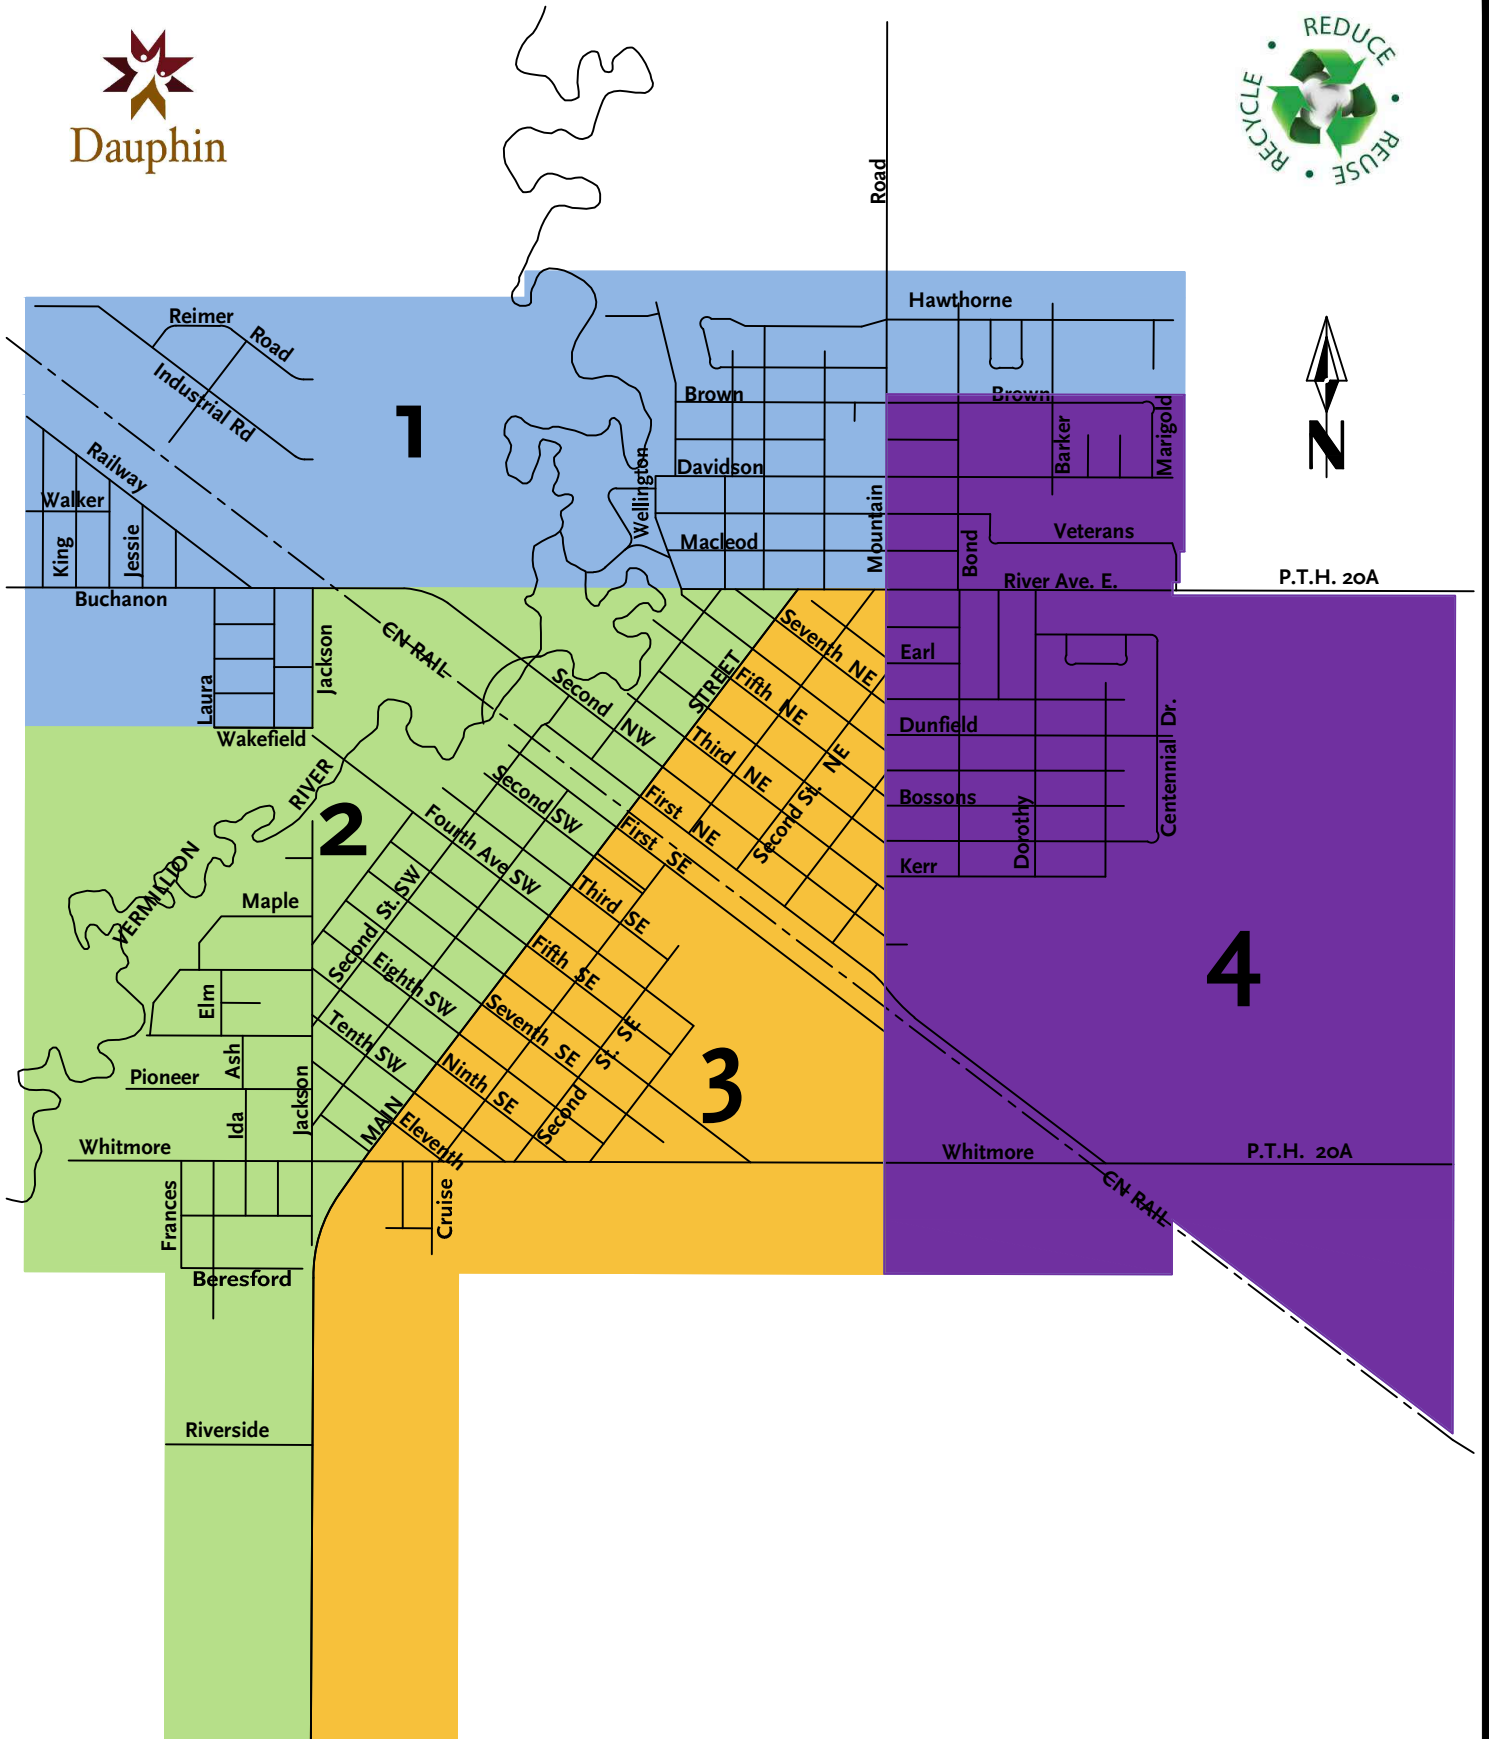 Dauphin
REDUCE
REUSE
RECYCLE
Road
Hawthorne
Reimer
Road
Industrial Rd
Brown
Brown
1
Barker
Marigold
N
Railway
Davidson
Wellington
Walker
King
Jessie
Mountain
Macleod
Bond
Veterans
River Ave. E.
P.T.H. 20A
Buchanon
CN RAIL
Jackson
Laura
Wakefield
Second NW
STREET
Seventh NE
Fifth NE
Third NE
Second St. NE
First NE
First SE
Earl
Dunfield
Bossons
Dorothy
Centennial Dr.
Kerr
RIVER
VERMILLION
2
Second SW
Fourth Ave SW
Second St. SW
Third SE
Fifth SE
Maple
Elm
Eighth SW
Seventh SE
Second St. SE
4
Tenth SW
Ninth SE
3
Ash
Pioneer
Ida
Jackson
MAIN
Eleventh
Whitmore
Whitmore
P.T.H. 20A
CN RAIL
Frances
Cruise
Beresford
Riverside